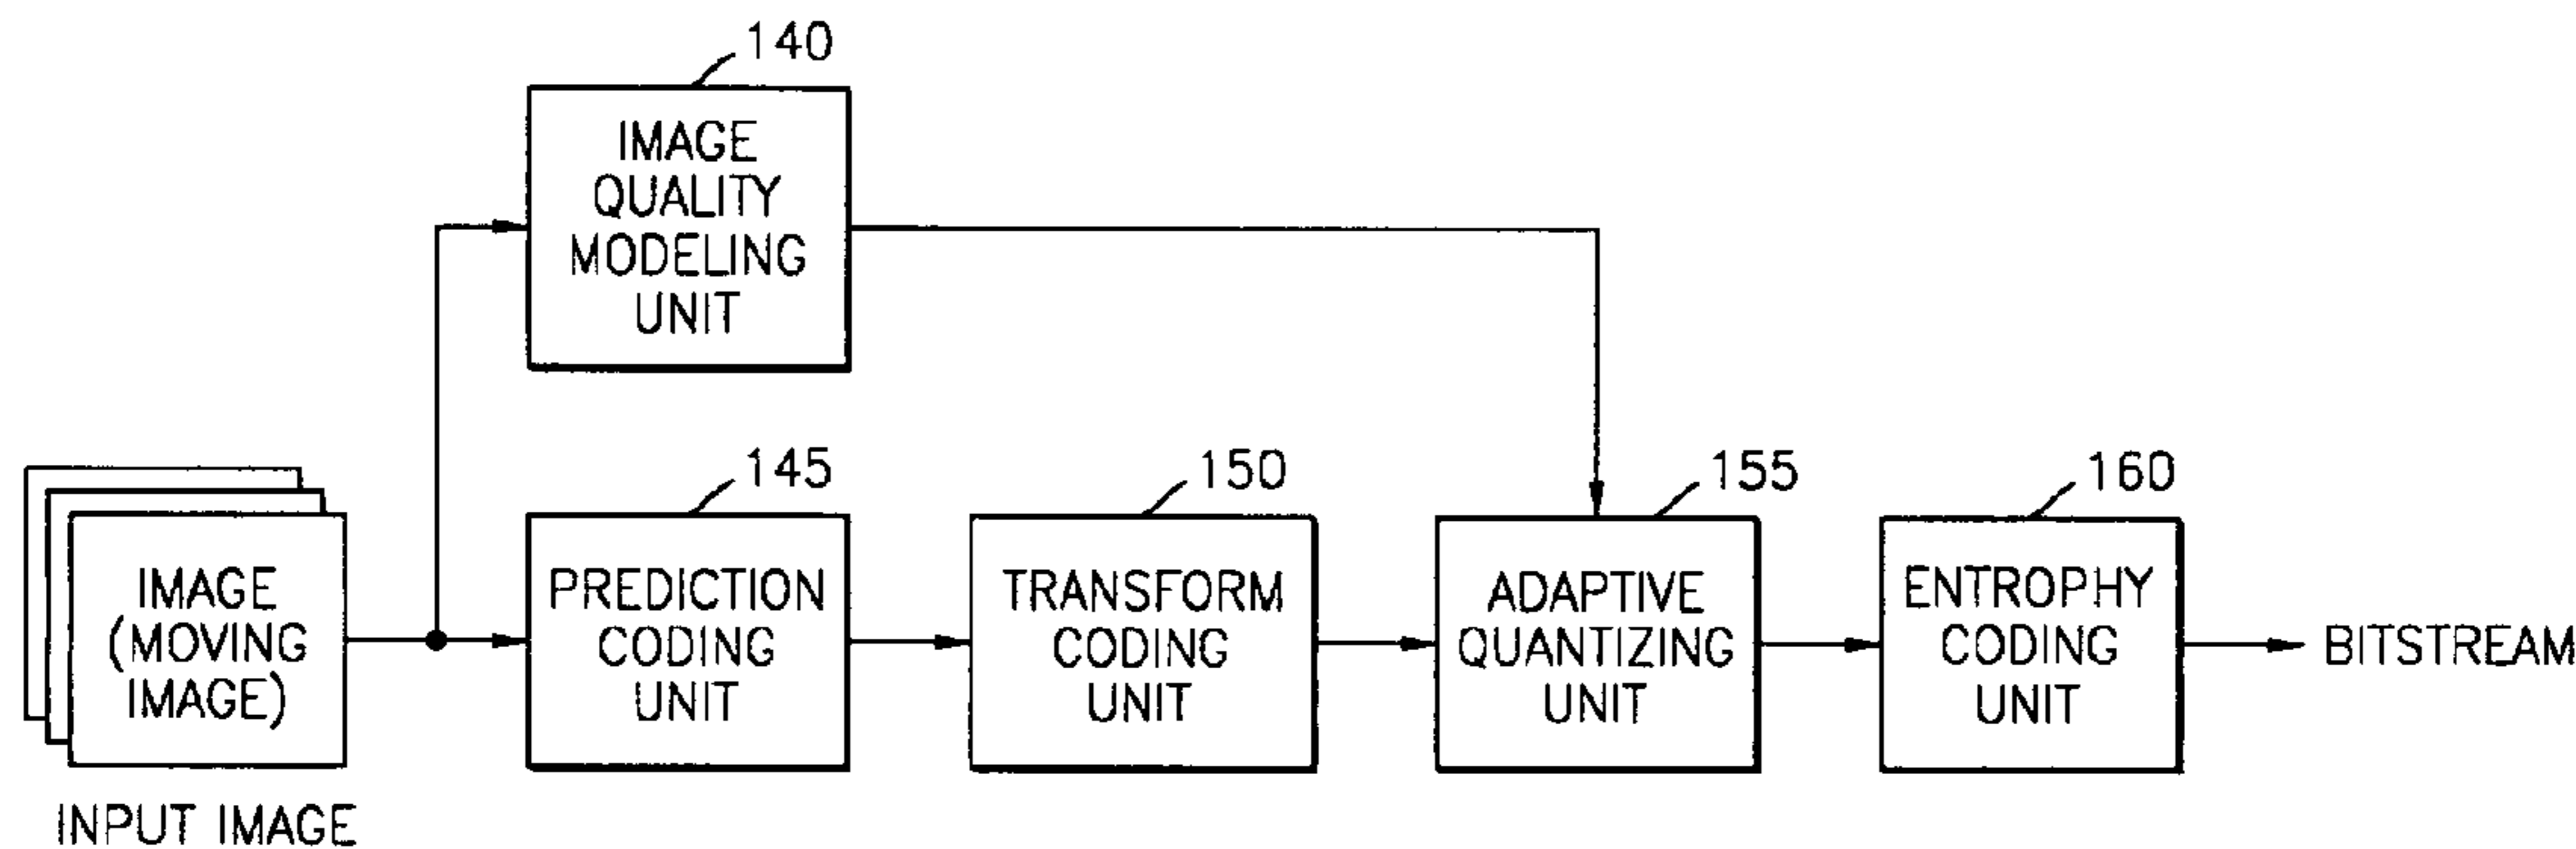 140
IMAGE
QUALITY
MODELING
UNIT
145
150
155
160
IMAGE
(MOVING
IMAGE)
PREDICTION
CODING
UNIT
TRANSFORM
CODING
UNIT
ADAPTIVE
QUANTIZING
UNIT
ENTROPHY
CODING
UNIT
BITSTREAM
INPUT IMAGE